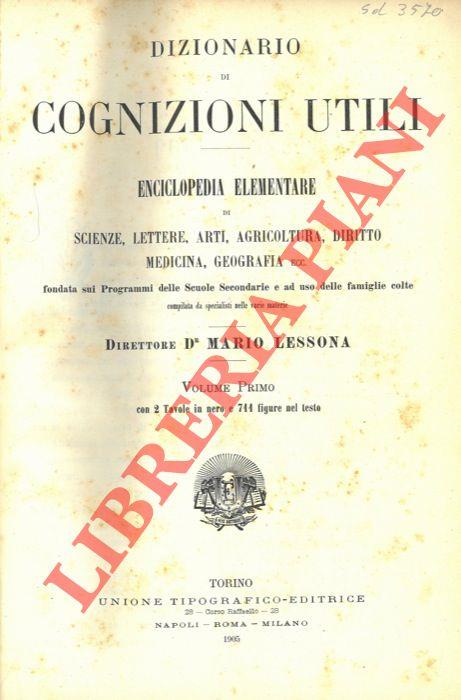 sd 3570
DIZIONARIO
DI
COGNIZIONI UTILI
ENCICLOPEDIA ELEMENTARE
DI
SCIENZE, LETTERE, ARTI, AGRICOLTURA, DIRITTO
MEDICINA, GEOGRAFIA ECC.
fondata sui Programmi delle Scuole Secondarie e ad uso delle famiglie colte
compilata da specialisti nelle varie materie
DIRETTORE Dr MARIO LESSONA
VOLUME PRIMO
con 2 Tavole in nero e 711 figure nel testo
TORINO
UNIONE TIPOGRAFICO-EDITRICE
28 — Corso Raffaello — 28
NAPOLI — ROMA — MILANO
1905
LIBRERIA PIANI